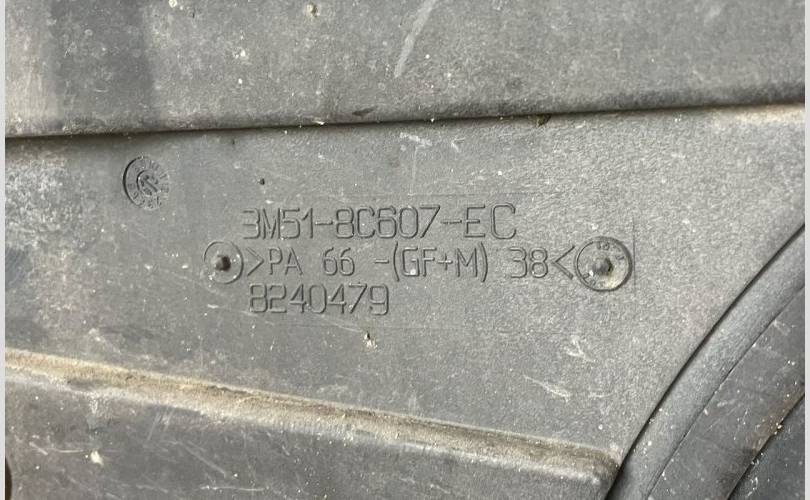 3M51-8C607-EC
>PA 66 -(GF+M) 38<
8240479